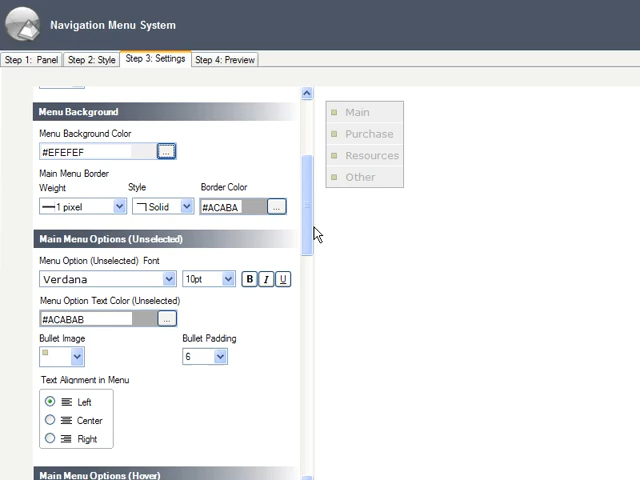 Navigation Menu System
Step 1: Panel
Step 2: Style
Step 3: Settings
Step 4: Preview
Menu Background
Menu Background Color
#EFEFEF
...
Main Menu Border
Weight
Style
Border Color
1 pixel
Solid
#ACABA
...
Main Menu Options (Unselected)
Menu Option (Unselected) Font
Verdana
10pt
B
I
U
Menu Option Text Color (Unselected)
#ACABAB
...
Bullet Image
Bullet Padding
6
Text Alignment in Menu
Left
Center
Right
Main Menu Options (Hover)
Main
Purchase
Resources
Other